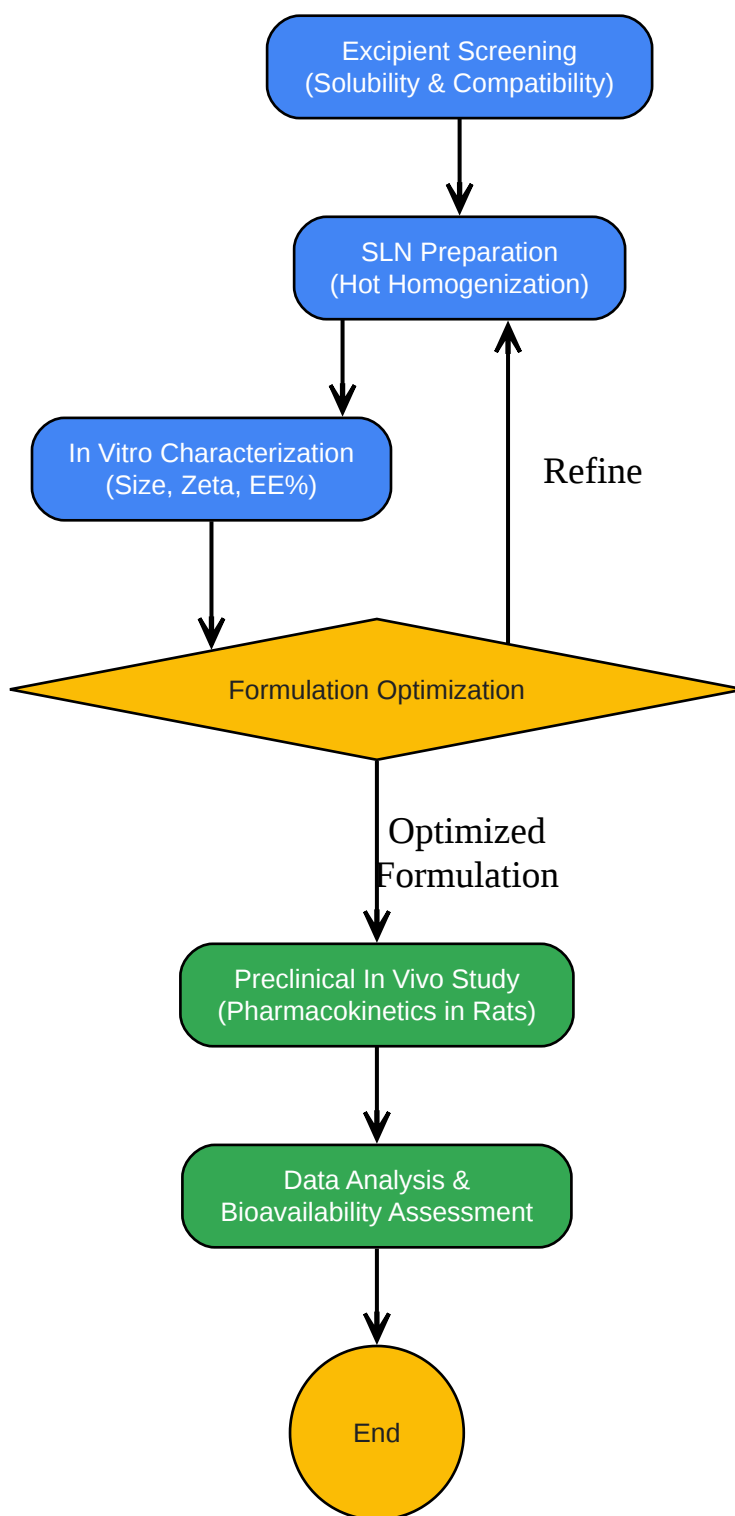 Excipient Screening
(Solubility & Compatibility)
SLN Preparation
(Hot Homogenization)
In Vitro Characterization
(Size, Zeta, EE%)
Refine
Formulation Optimization
Optimized
Formulation
Preclinical In Vivo Study
(Pharmacokinetics in Rats)
Data Analysis &
Bioavailability Assessment
End